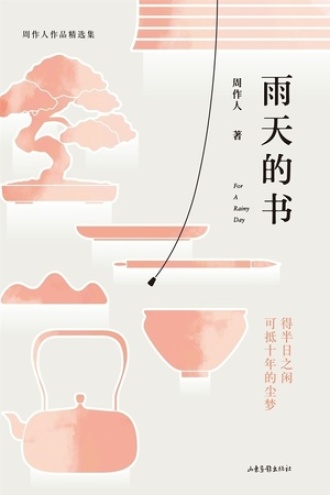 周作人作品精选集
雨天的书
周作人 著
For
A
Rainy
Day
得半日之闲
可抵十年的尘梦
山东画报出版社